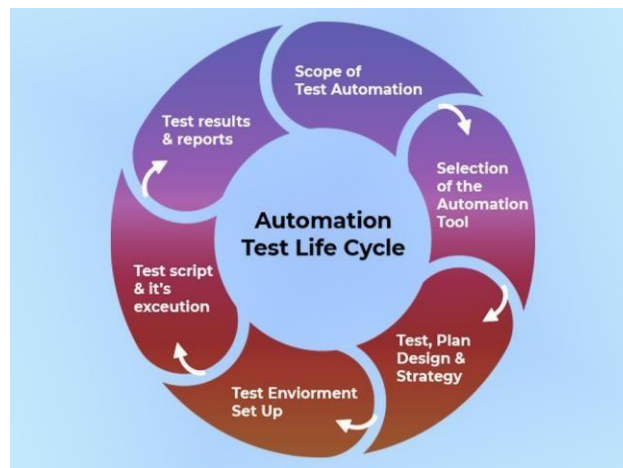 Automation
Test Life Cycle
Scope of
Test Automation
Selection
of the
Automation
Tool
Test, Plan
Design &
Strategy
Test Enviorment
Set Up
Test script
& it's
exceution
Test results
& reports